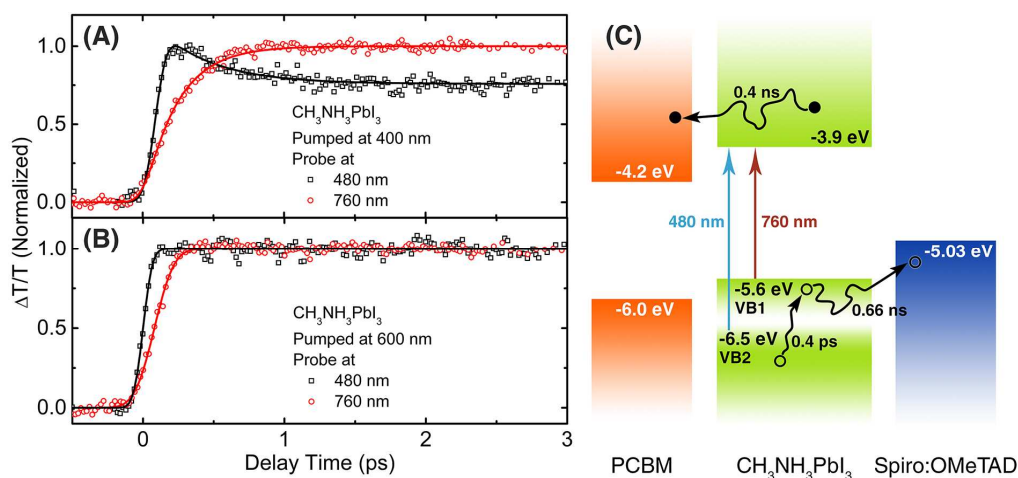 (A)
1.0
0.5
0.0
CH3NH3PbI3
Pumped at 400 nm
Probe at
480 nm
760 nm
(B)
1.0
0.5
0.0
CH3NH3PbI3
Pumped at 600 nm
Probe at
480 nm
760 nm
ΔT/T (Normalized)
0
1
2
3
Delay Time (ps)
(C)
0.4 ns
-3.9 eV
-4.2 eV
480 nm
760 nm
-5.03 eV
-5.6 eV
VB1
-6.0 eV
0.66 ns
-6.5 eV
VB2
0.4 ps
PCBM
CH3NH3PbI3
Spiro:OMeTAD